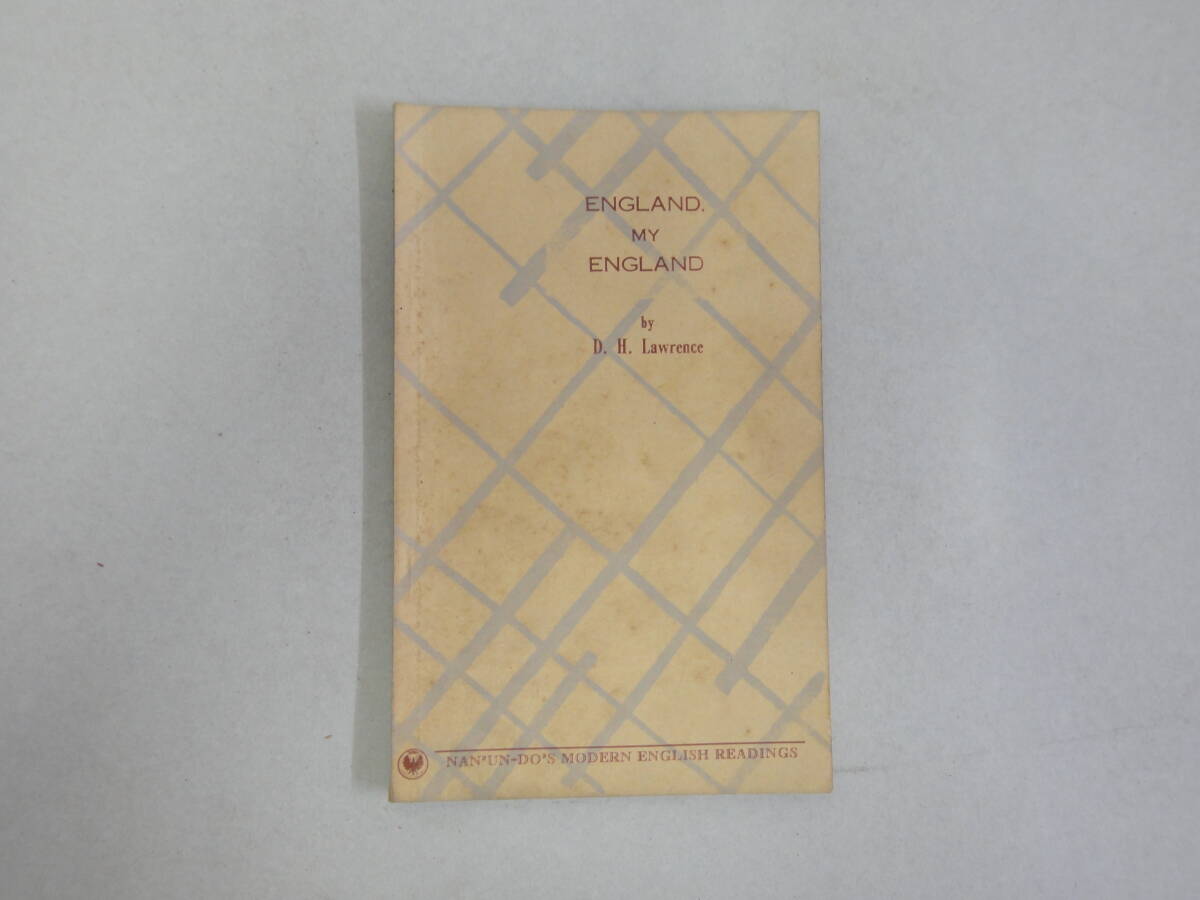 ENGLAND,
MY
ENGLAND
by
D. H. Lawrence
NAN'UN-DO'S MODERN ENGLISH READINGS